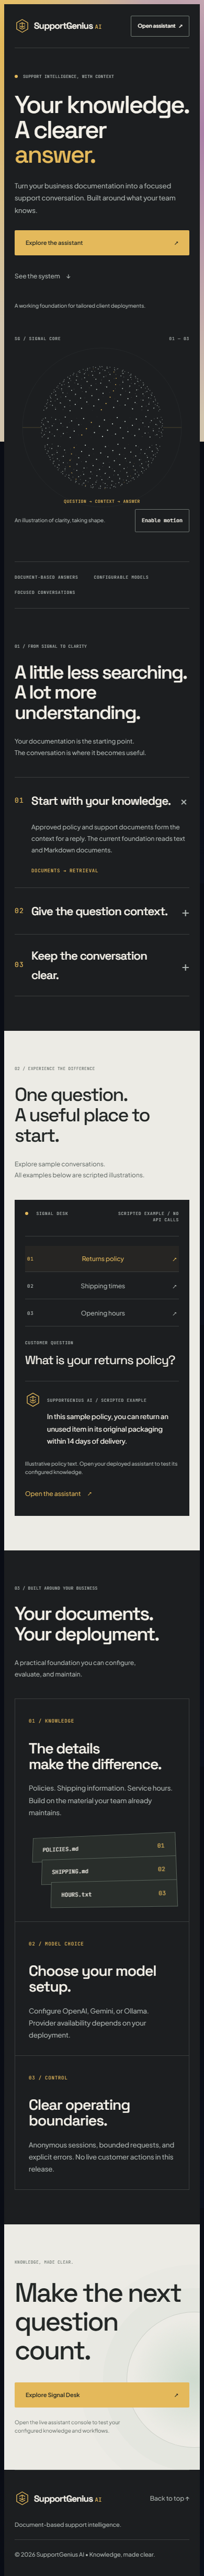 SupportGenius AI
Open assistant ↗
SUPPORT INTELLIGENCE, WITH CONTEXT
Your knowledge.
A clearer
answer.
Turn your business documentation into a focused
support conversation. Built around what your team
knows.
Explore the assistant ↗
See the system ↓
A working foundation for tailored client deployments.
SG / SIGNAL CORE
01 — 03
QUESTION → CONTEXT → ANSWER
An illustration of clarity, taking shape.
Enable motion
DOCUMENT-BASED ANSWERS
CONFIGURABLE MODELS
FOCUSED CONVERSATIONS
01 / FROM SIGNAL TO CLARITY
A little less searching.
A lot more
understanding.
Your documentation is the starting point.
The conversation is where it becomes useful.
01 Start with your knowledge. ×
Approved policy and support documents form the
context for a reply. The current foundation reads text
and Markdown documents.
DOCUMENTS → RETRIEVAL
02 Give the question context. +
03 Keep the conversation
clear. +
02 / EXPERIENCE THE DIFFERENCE
One question.
A useful place to
start.
Explore sample conversations.
All examples below are scripted illustrations.
SIGNAL DESK
SCRIPTED EXAMPLE / NO
API CALLS
01 Returns policy ↗
02 Shipping times ↗
03 Opening hours ↗
CUSTOMER QUESTION
What is your returns policy?
SUPPORTGENIUS AI / SCRIPTED EXAMPLE
In this sample policy, you can return an
unused item in its original packaging
within 14 days of delivery.
Illustrative policy text. Open your deployed assistant to test its
configured knowledge.
Open the assistant ↗
03 / BUILT AROUND YOUR BUSINESS
Your documents.
Your deployment.
A practical foundation you can configure,
evaluate, and maintain.
01 / KNOWLEDGE
The details
make the difference.
Policies. Shipping information. Service hours.
Build on the material your team already
maintains.
POLICIES.md 01
SHIPPING.md 02
HOURS.txt 03
02 / MODEL CHOICE
Choose your model
setup.
Configure OpenAI, Gemini, or Ollama.
Provider availability depends on your
deployment.
03 / CONTROL
Clear operating
boundaries.
Anonymous sessions, bounded requests, and
explicit errors. No live customer actions in this
release.
KNOWLEDGE, MADE CLEAR.
Make the next
question
count.
Explore Signal Desk ↗
Open the live assistant console to test your
configured knowledge and workflows.
SupportGenius AI
Back to top ↑
Document-based support intelligence.
© 2026 SupportGenius AI • Knowledge, made clear.